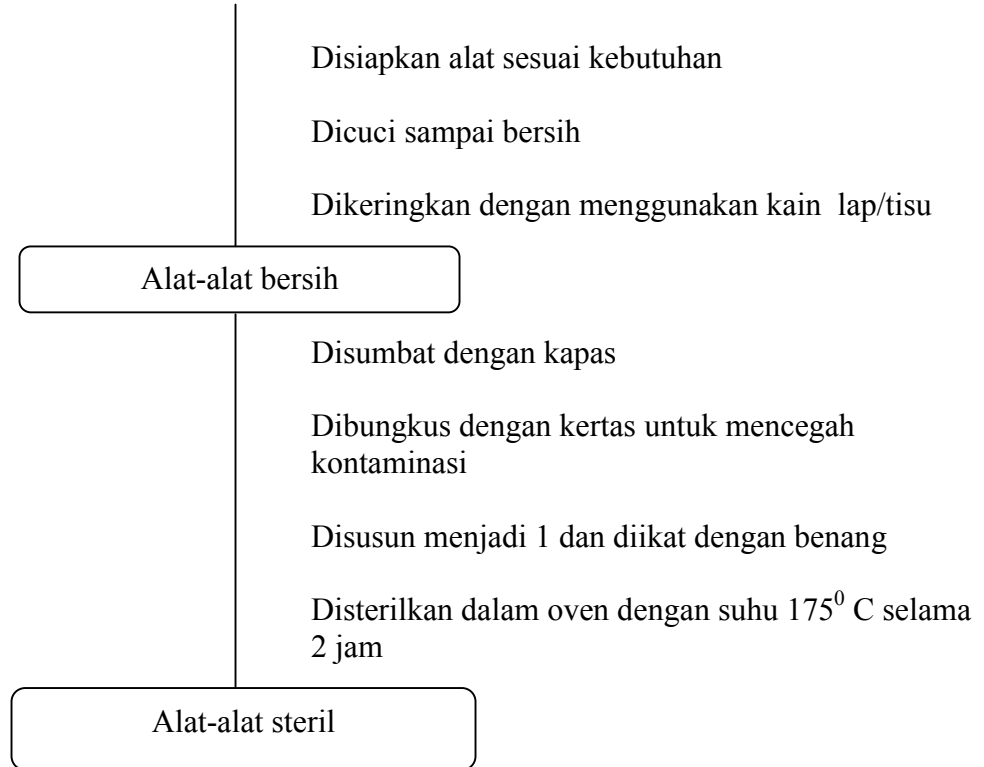 Disiapkan alat sesuai kebutuhan
Dicuci sampai bersih
Dikeringkan dengan menggunakan kain lap/tisu
Alat-alat bersih
Disumbat dengan kapas
Dibungkus dengan kertas untuk mencegah
kontaminasi
Disusun menjadi 1 dan diikat dengan benang
Disterilkan dalam oven dengan suhu 175⁰ C selama
2 jam
Alat-alat steril